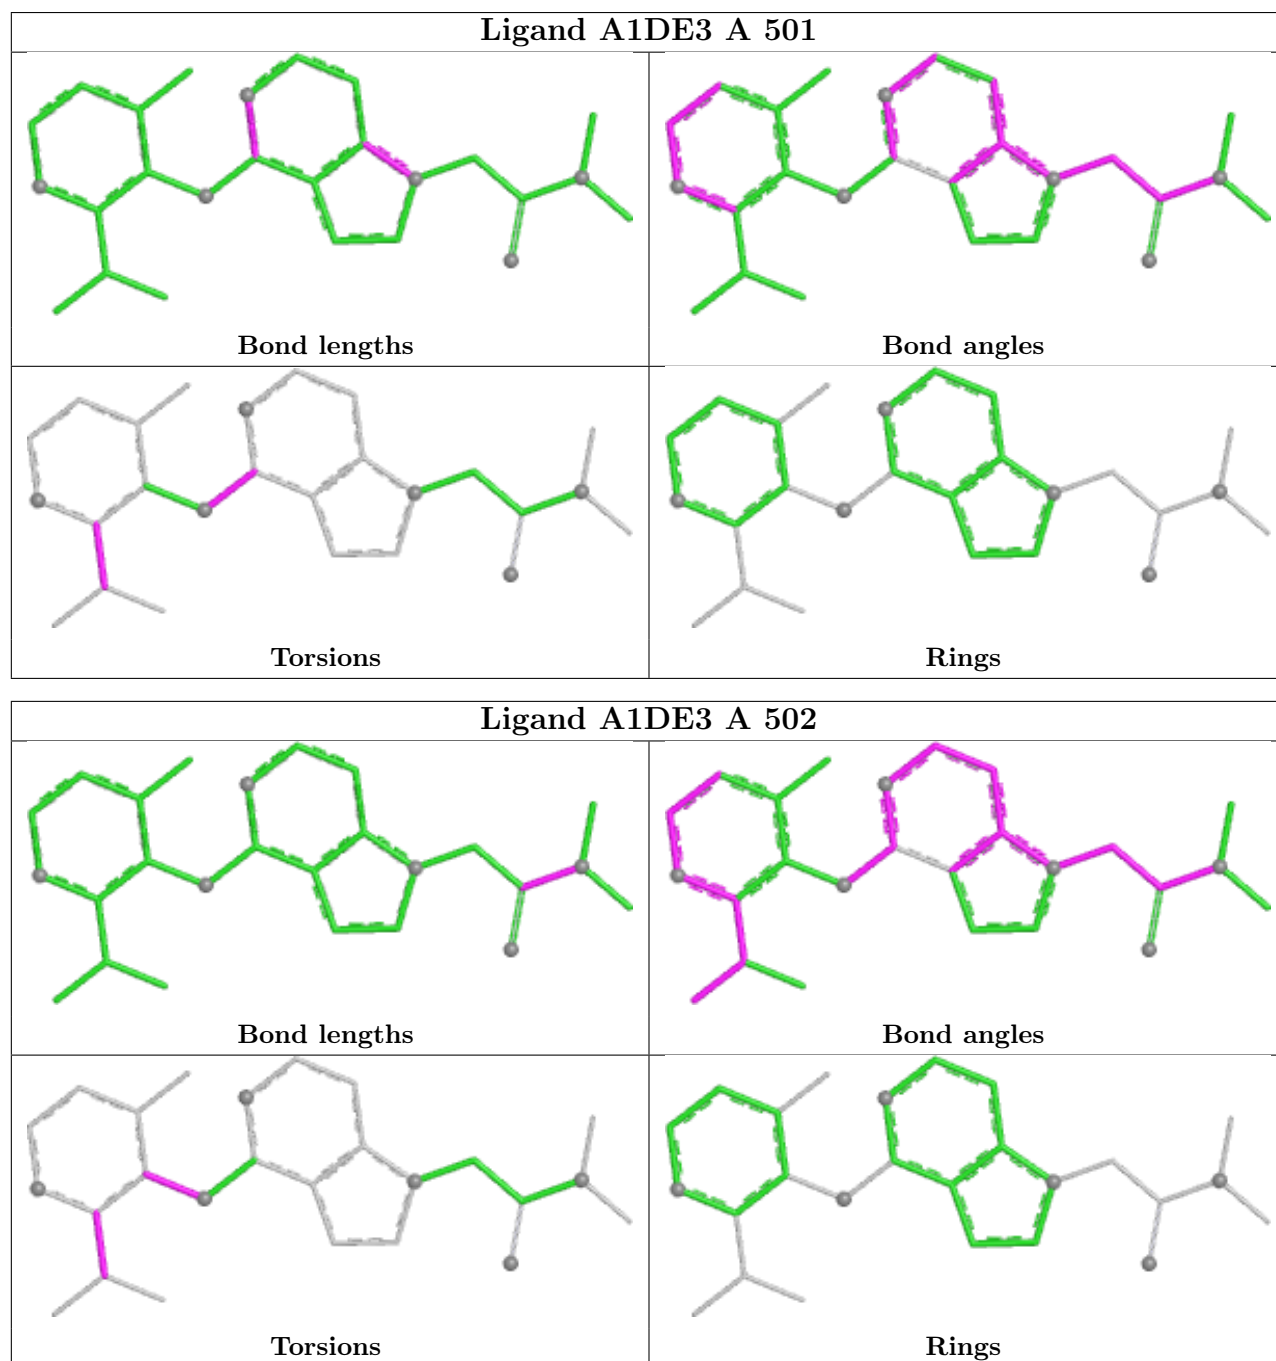 Ligand A1DE3 A 501
Bond lengths
Bond angles
Torsions
Rings
Ligand A1DE3 A 502
Bond lengths
Bond angles
Torsions
Rings